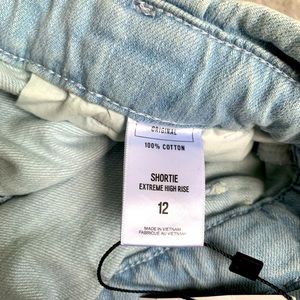 ORIGINAL
100% COTTON
SHORTIE
EXTREME HIGH RISE
12
MADE IN VIETNAM
FABRIQUÉ AU VIETNAM